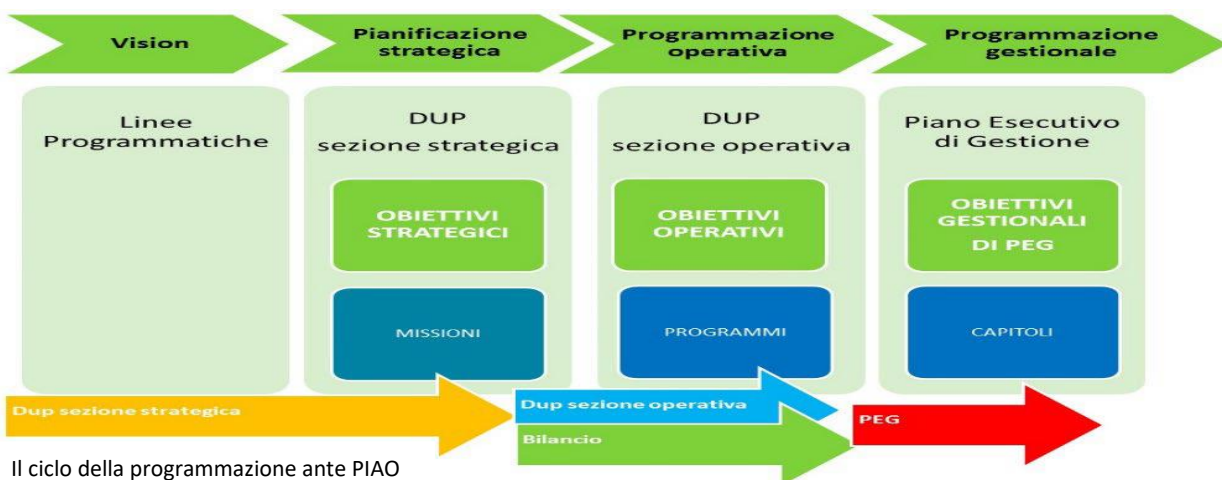 Vision
Pianificazione
strategica
Programmazione
operativa
Programmazione
gestionale
Linee
Programmatiche
DUP
sezione strategica
OBIETTIVI
STRATEGICI
MISSIONI
DUP
sezione operativa
OBIETTIVI
OPERATIVI
PROGRAMMI
Piano Esecutivo
di Gestione
OBIETTIVI
GESTIONALI
DI PEG
CAPITOLI
Dup sezione strategica
Dup sezione operativa
Bilancio
PEG
Il ciclo della programmazione ante PIAO